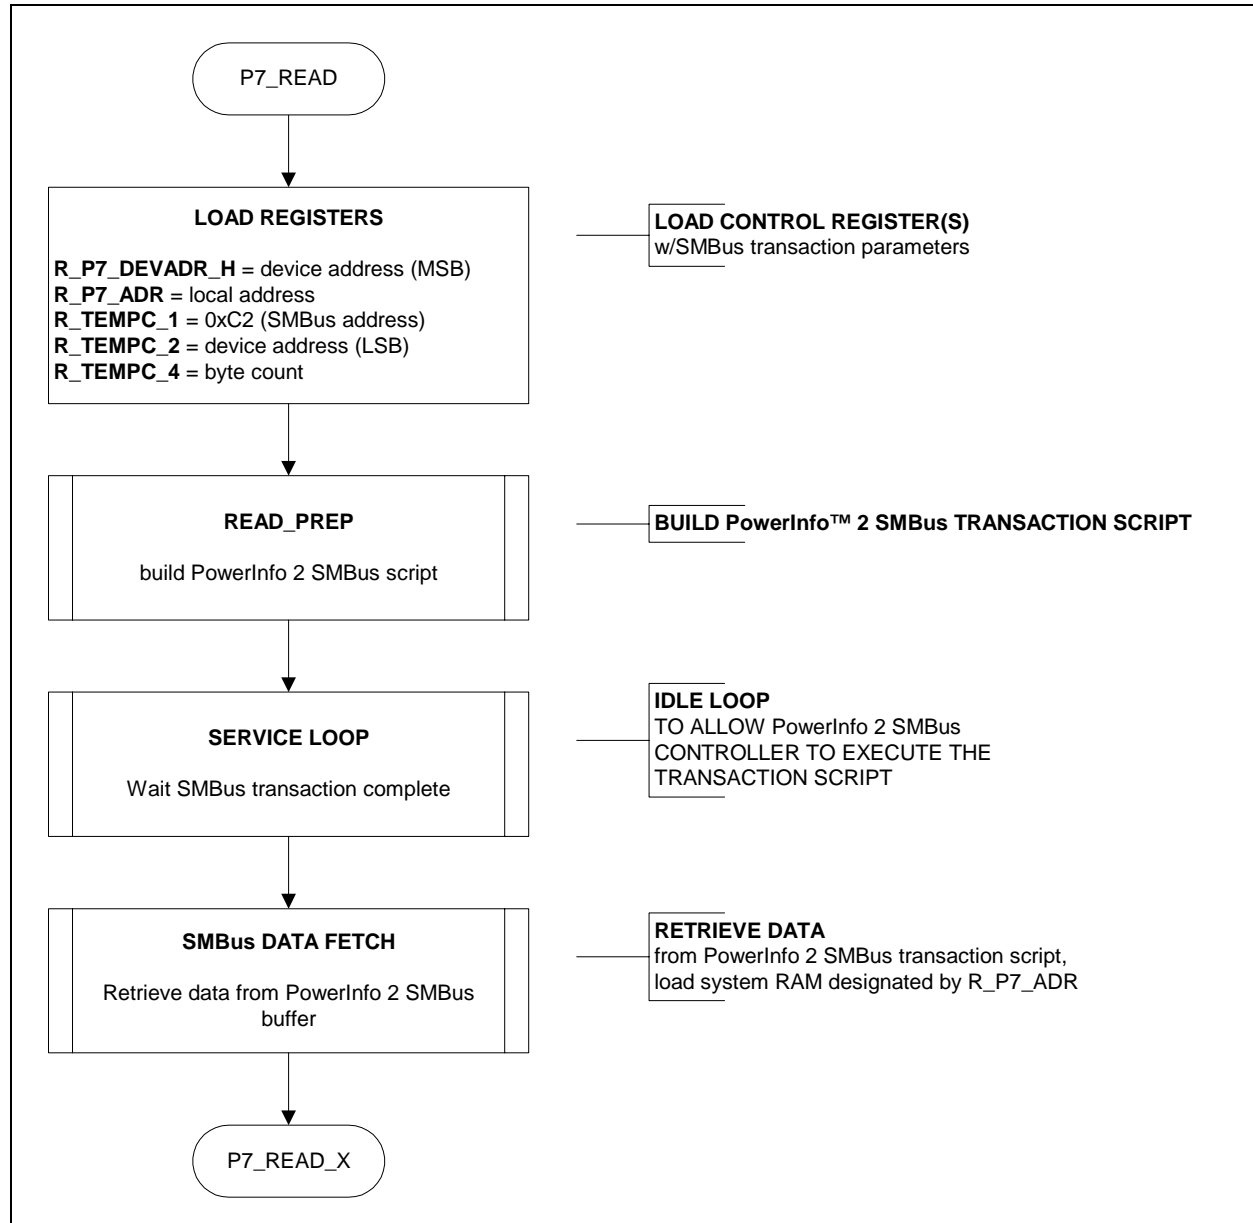 P7_READ
LOAD REGISTERS
R_P7_DEVADR_H = device address (MSB)
R_P7_ADR = local address
R_TEMPC_1 = 0xC2 (SMBus address)
R_TEMPC_2 = device address (LSB)
R_TEMPC_4 = byte count
LOAD CONTROL REGISTER(S)
w/SMBus transaction parameters
READ_PREP
build PowerInfo 2 SMBus script
BUILD PowerInfo™ 2 SMBus TRANSACTION SCRIPT
SERVICE LOOP
Wait SMBus transaction complete
IDLE LOOP
TO ALLOW PowerInfo 2 SMBus
CONTROLLER TO EXECUTE THE
TRANSACTION SCRIPT
SMBus DATA FETCH
Retrieve data from PowerInfo 2 SMBus
buffer
RETRIEVE DATA
from PowerInfo 2 SMBus transaction script,
load system RAM designated by R_P7_ADR
P7_READ_X